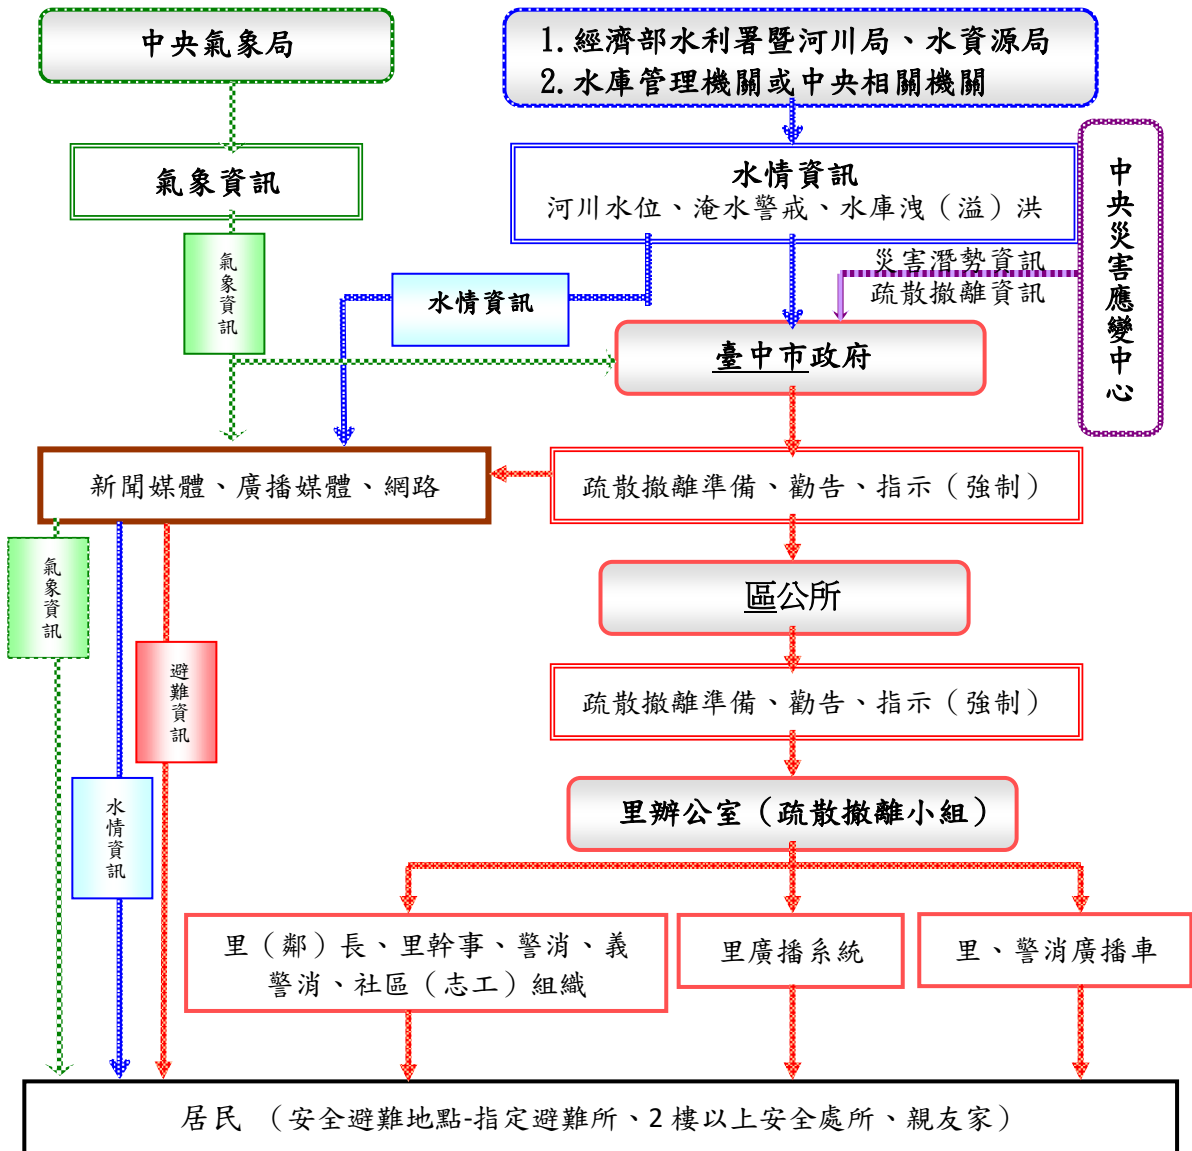 中央氣象局
1.經濟部水利署暨河川局、水資源局
2.水庫管理機關或中央相關機關
氣象資訊
水情資訊
河川水位、淹水警戒、水庫洩（溢）洪
中央災害應變中心
氣象資訊
水情資訊
災害潛勢資訊
疏散撤離資訊
臺中市政府
新聞媒體、廣播媒體、網路
疏散撤離準備、勸告、指示（強制）
氣象資訊
區公所
避難資訊
疏散撤離準備、勸告、指示（強制）
水情資訊
里辦公室（疏散撤離小組）
里（鄰）長、里幹事、警消、義
警消、社區（志工）組織
里廣播系統
里、警消廣播車
居民 （安全避難地點-指定避難所、2 樓以上安全處所、親友家）